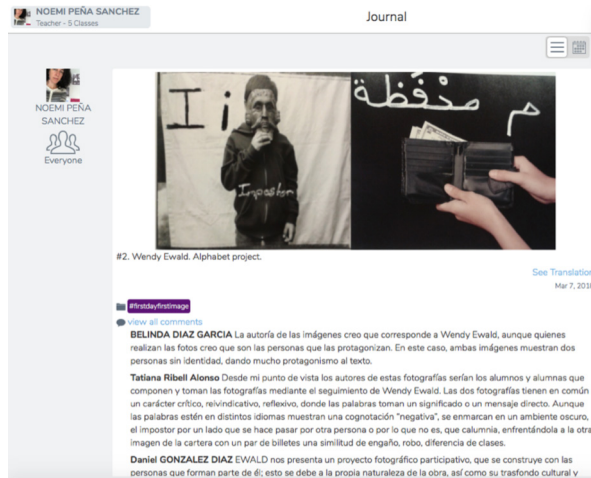 NOEMI PEÑA SANCHEZ
Teacher - 5 Classes
Journal
NOEMI PEÑA
SANCHEZ
Everyone
I i
Impostor
م محفظة
#2. Wendy Ewald. Alphabet project.
See Translation
Mar 7, 2018
#firstdayfirstimage
view all comments
BELINDA DIAZ GARCIA La autoría de las imágenes creo que corresponde a Wendy Ewald, aunque quienes
realizan los fotos creo que son las personas que las protagonizan. En este caso, ambas imágenes muestran dos
personas sin identidad, dando mucho protagonismo al texto.
Tatiana Ribell Alonso Desde mi punto de vista los autores de estas fotografías serían los alumnos y alumnas que
componen y toman las fotografías mediante el seguimiento de Wendy Ewald. Las dos fotografías tienen en común
un carácter crítico, reivindicativo, reflexivo, donde las palabras toman un significado o un mensaje directo. Aunque
las palabras estén en distintos idiomas muestran una cognotación "negativa", se enmarcan en un ambiente oscuro,
el impostor por un lado que se hace pasar por otra persona o por lo que no es, que calumnia, enfrentándola a la otra
imagen de la cartera con un par de billetes una similitud de engaño, robo, diferencia de clases.
Daniel GONZALEZ DIAZ EWALD nos presenta un proyecto fotográfico participativo, que se construye con las
personas que forman parte de él; esto se debe a la propia naturaleza de la obra, así como su trasfondo cultural y